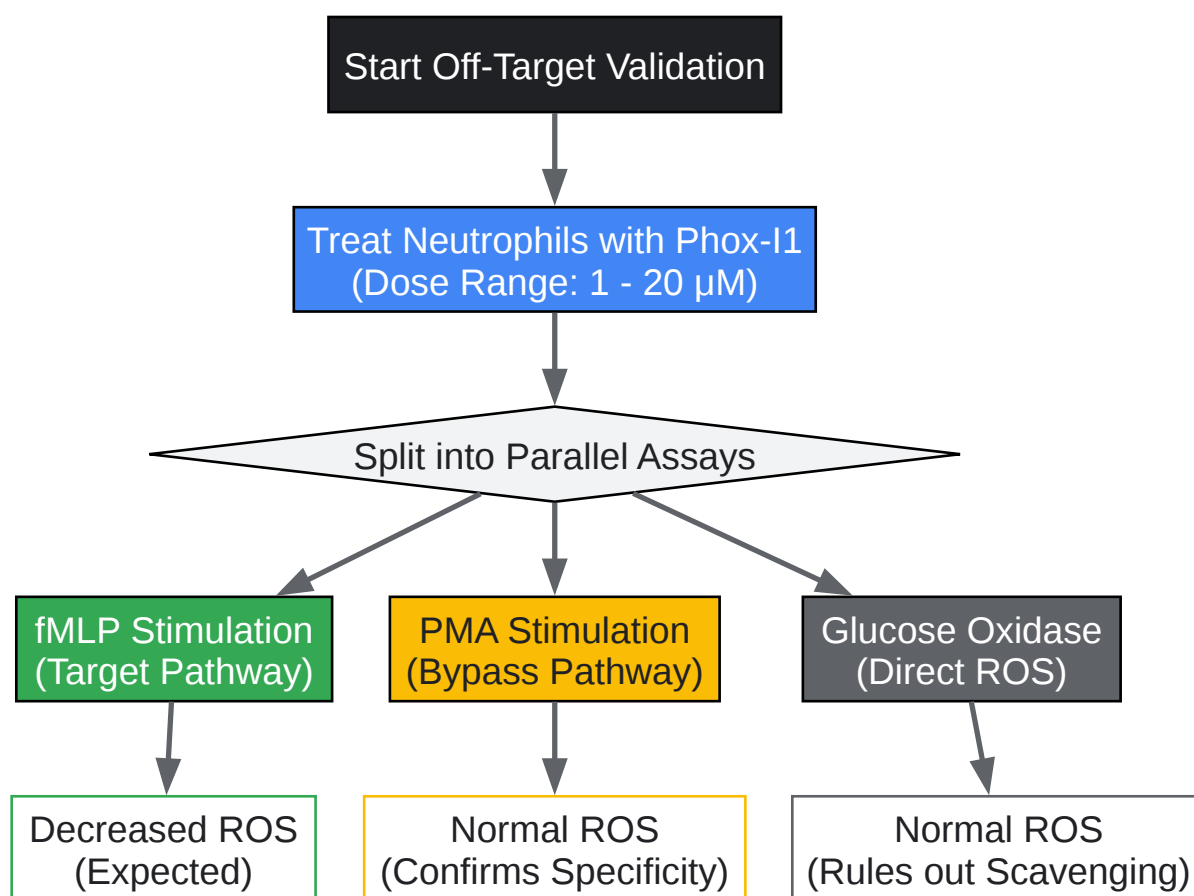 Start Off-Target Validation
Treat Neutrophils with Phox-I1
(Dose Range: 1 - 20 μM)
Split into Parallel Assays
fMLP Stimulation
(Target Pathway)
PMA Stimulation
(Bypass Pathway)
Glucose Oxidase
(Direct ROS)
Decreased ROS
(Expected)
Normal ROS
(Confirms Specificity)
Normal ROS
(Rules out Scavenging)